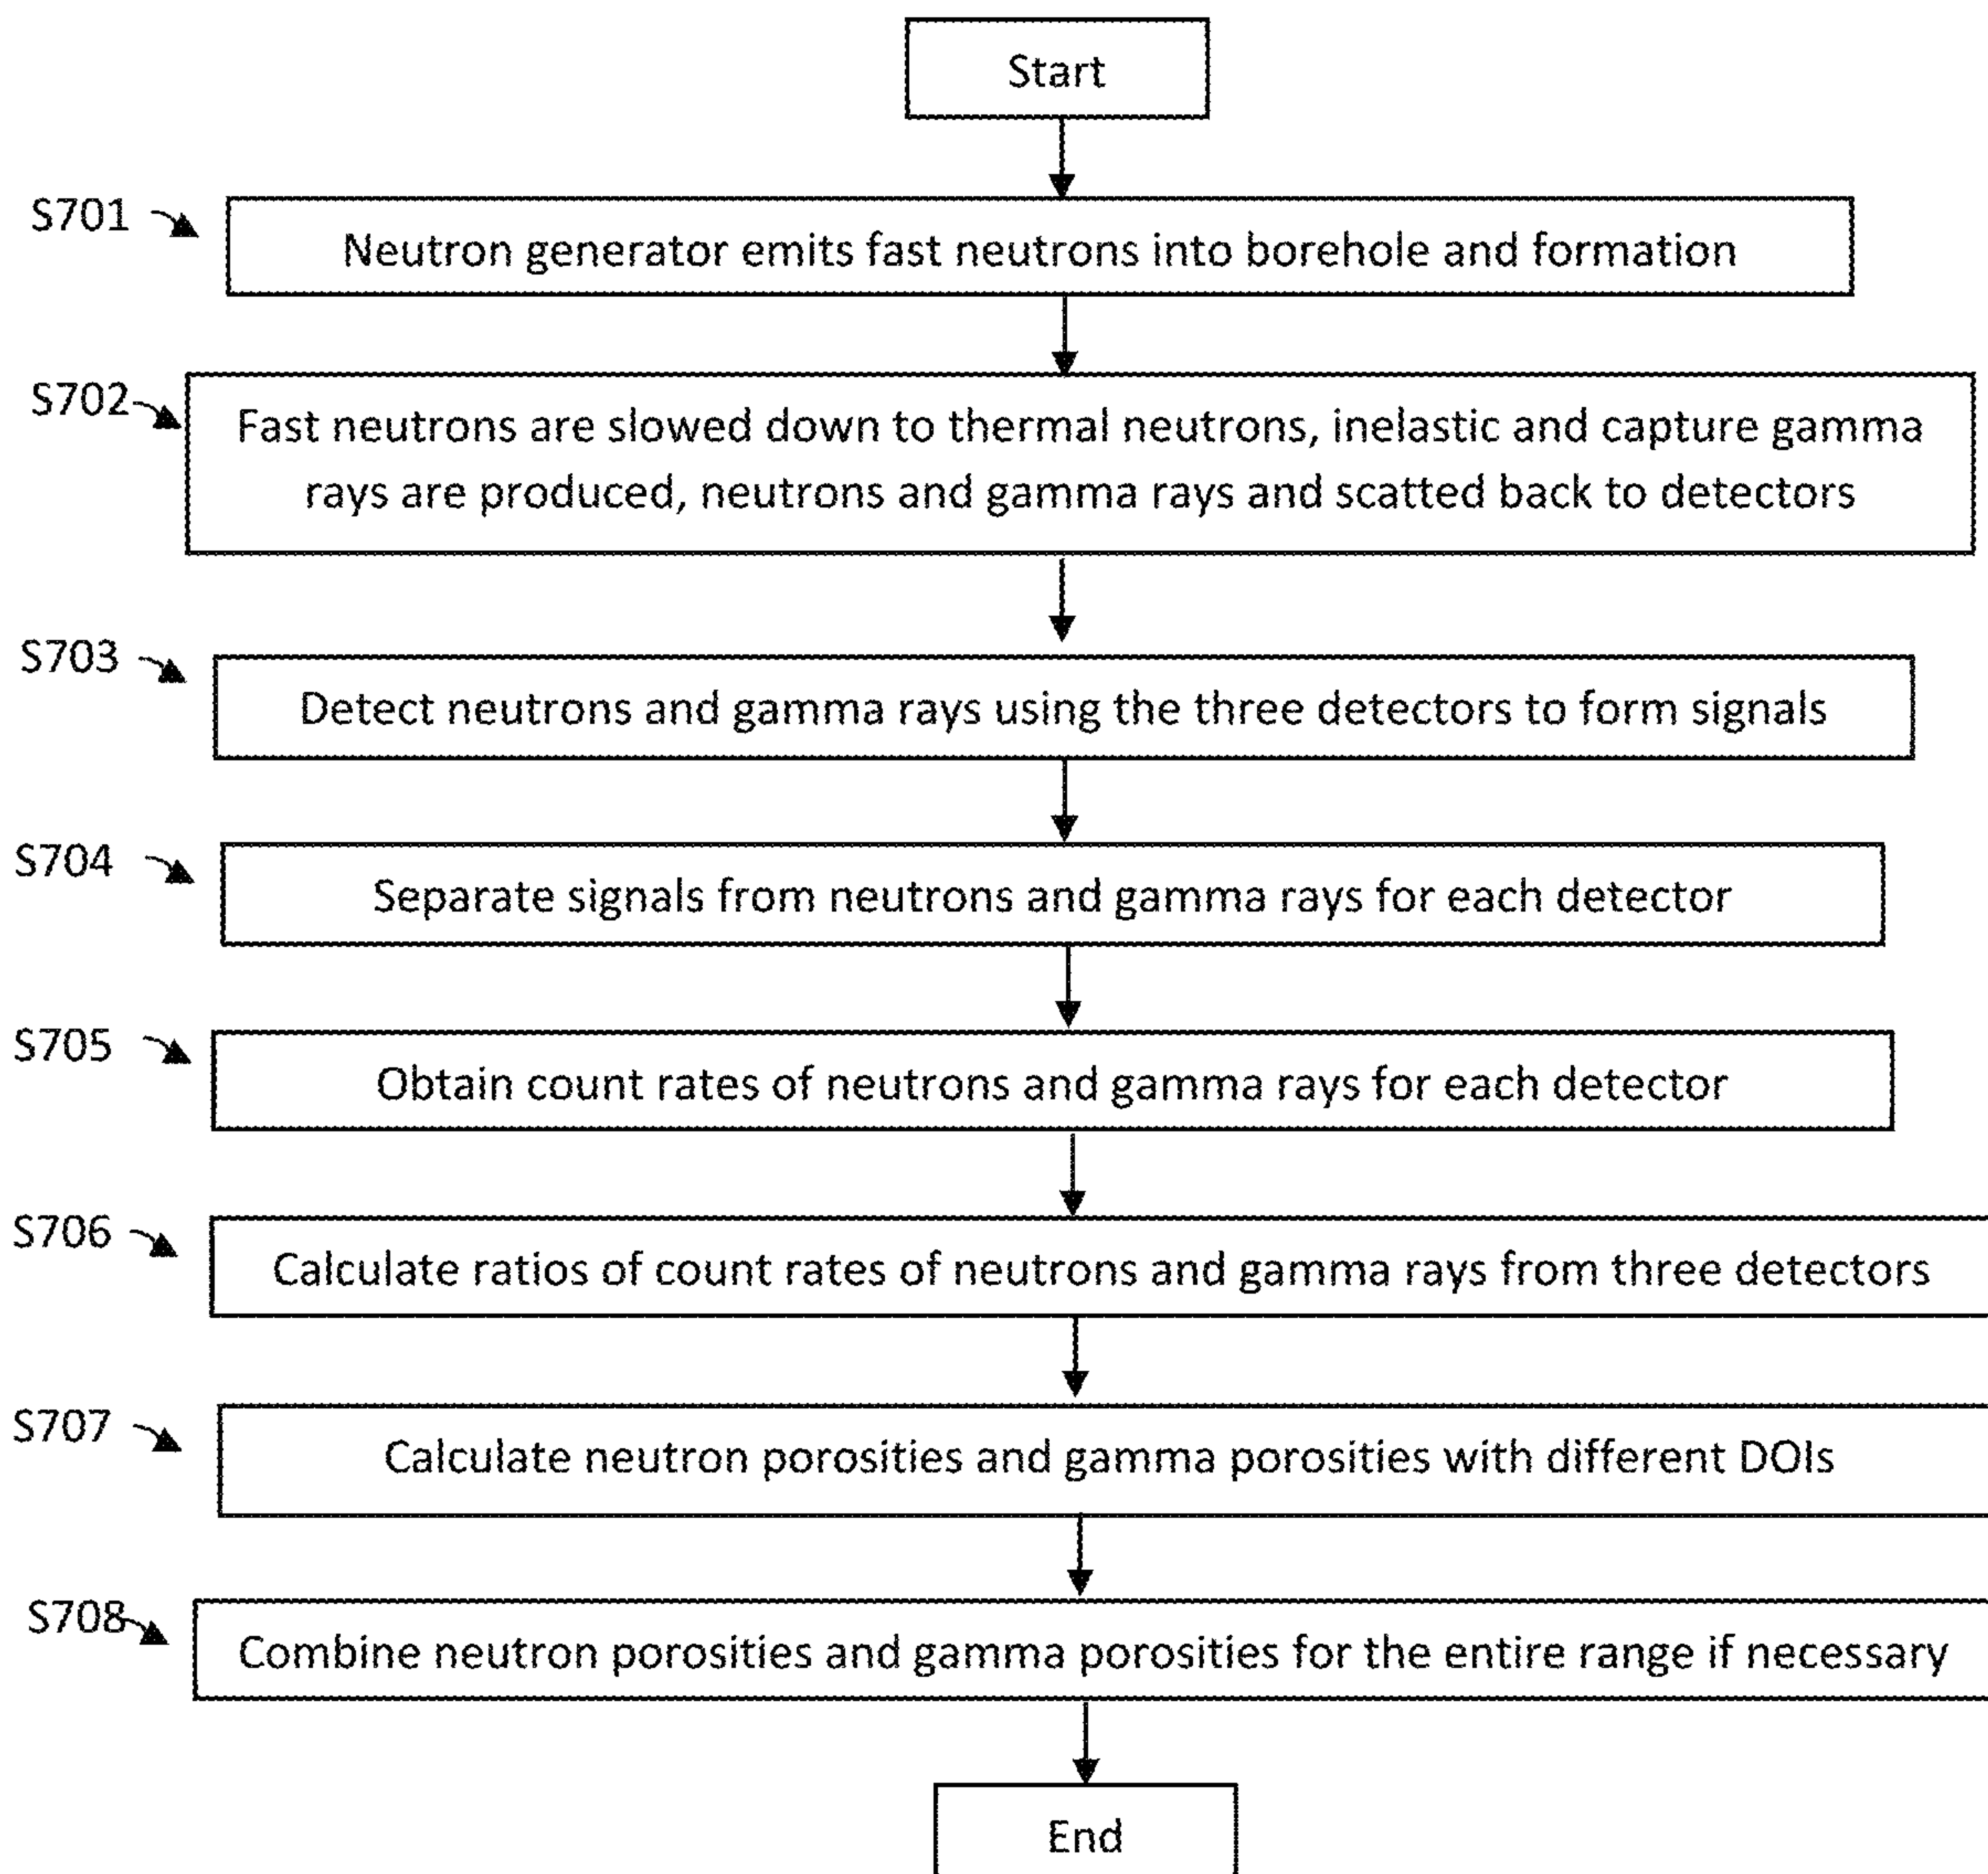 Start
S701
Neutron generator emits fast neutrons into borehole and formation
S702
Fast neutrons are slowed down to thermal neutrons, inelastic and capture gamma
rays are produced, neutrons and gamma rays and scatted back to detectors
S703
Detect neutrons and gamma rays using the three detectors to form signals
S704
Separate signals from neutrons and gamma rays for each detector
S705
Obtain count rates of neutrons and gamma rays for each detector
S706
Calculate ratios of count rates of neutrons and gamma rays from three detectors
S707
Calculate neutron porosities and gamma porosities with different DOIs
S708
Combine neutron porosities and gamma porosities for the entire range if necessary
End